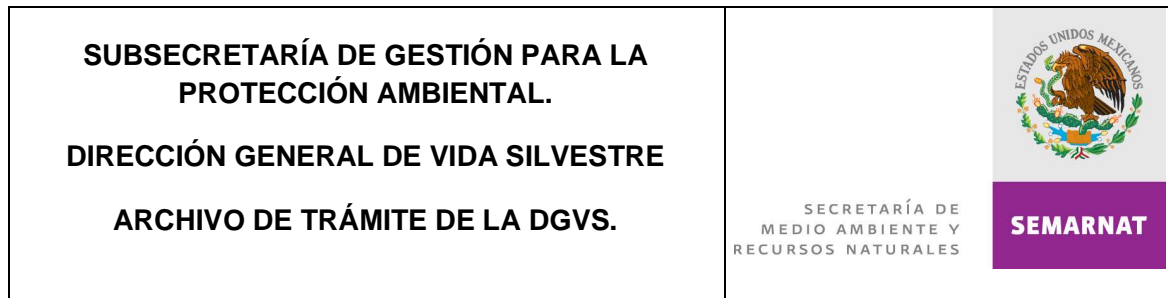 SUBSECRETARÍA DE GESTIÓN PARA LA
PROTECCIÓN AMBIENTAL.
DIRECCIÓN GENERAL DE VIDA SILVESTRE
ARCHIVO DE TRÁMITE DE LA DGVS.
ESTADOS UNIDOS MEXICANOS
SECRETARÍA DE
MEDIO AMBIENTE Y
RECURSOS NATURALES
SEMARNAT